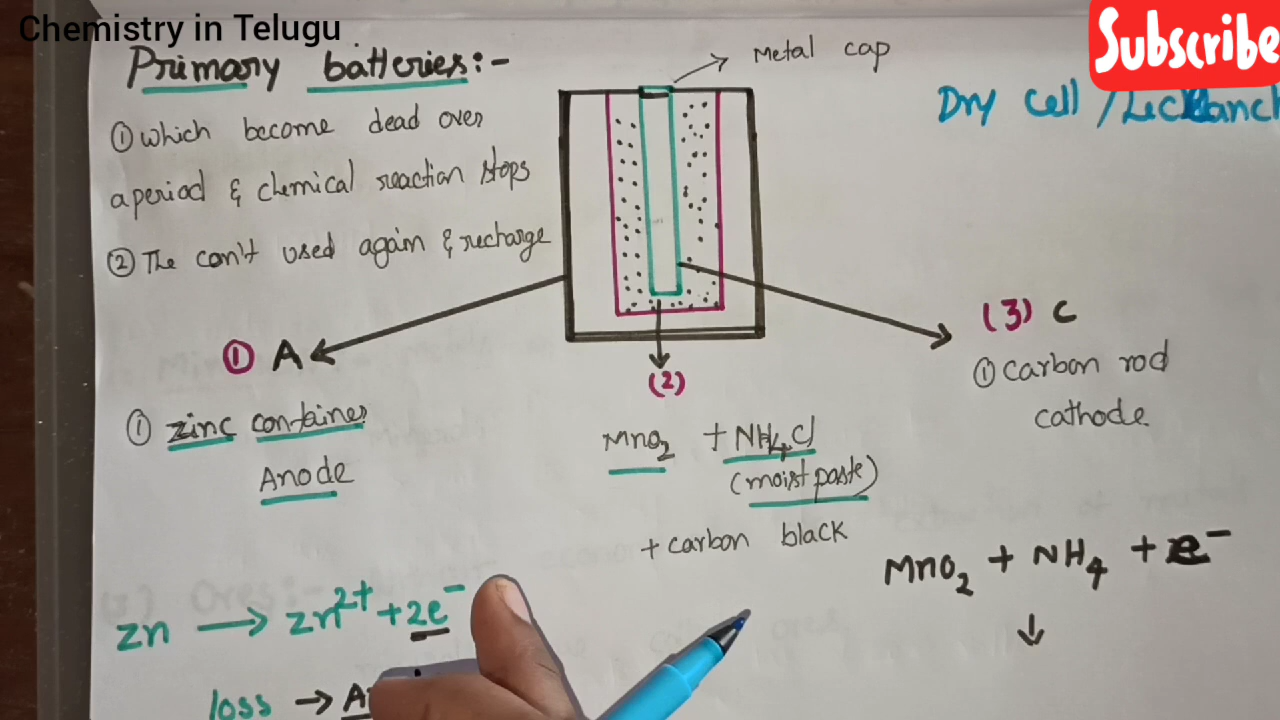 Chemistry in Telugu
Subscribe
Primary batteries:-
① which become dead over
a period & chemical reaction stops
② The can't used again & recharge
Metal cap
Dry Cell /
① A
① zinc container
Anode
(2)
MnO₂ + NH₄Cl
(moist paste)
+ carbon black
(3) C
① carbon rod
cathode
zn → zn²⁺ + 2e⁻
loss →
MnO₂ + NH₄ + e⁻
↓